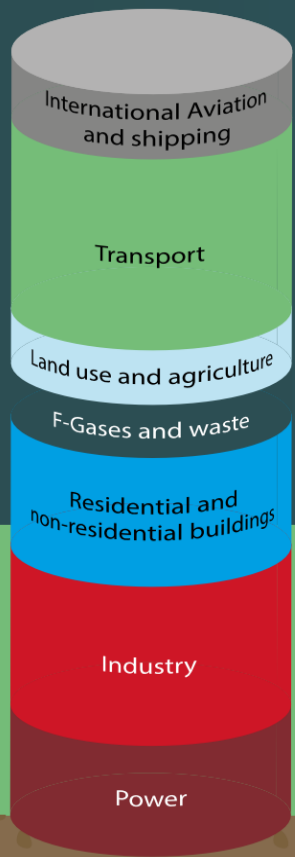 International Aviation
and shipping
Transport
Land use and agriculture
F-Gases and waste
Residential and
non-residential buildings
Industry
Power